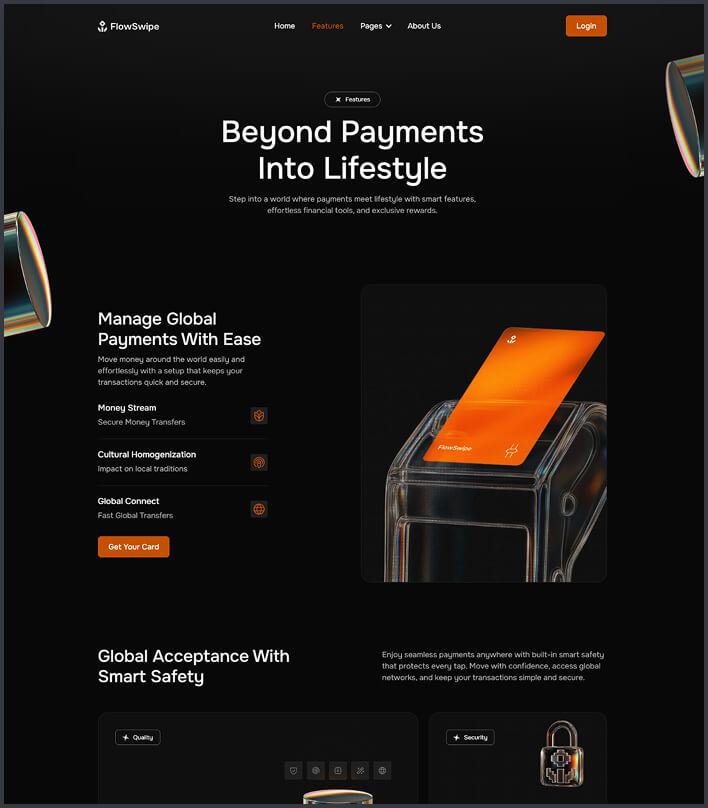 FlowSwipe
Home
Features
Pages
About Us
Login
Features
Beyond Payments
Into Lifestyle
Step into a world where payments meet lifestyle with smart features,
effortless financial tools, and exclusive rewards.
Manage Global
Payments With Ease
Move money around the world easily and
effortlessly with a setup that keeps your
transactions quick and secure.
Money Stream
Secure Money Transfers
Cultural Homogenization
Impact on local traditions
Global Connect
Fast Global Transfers
Get Your Card
FlowSwipe
Global Acceptance With
Smart Safety
Enjoy seamless payments anywhere with built-in smart safety
that protects every tap. Move with confidence, access global
networks, and keep your transactions simple and secure.
Quality
Security